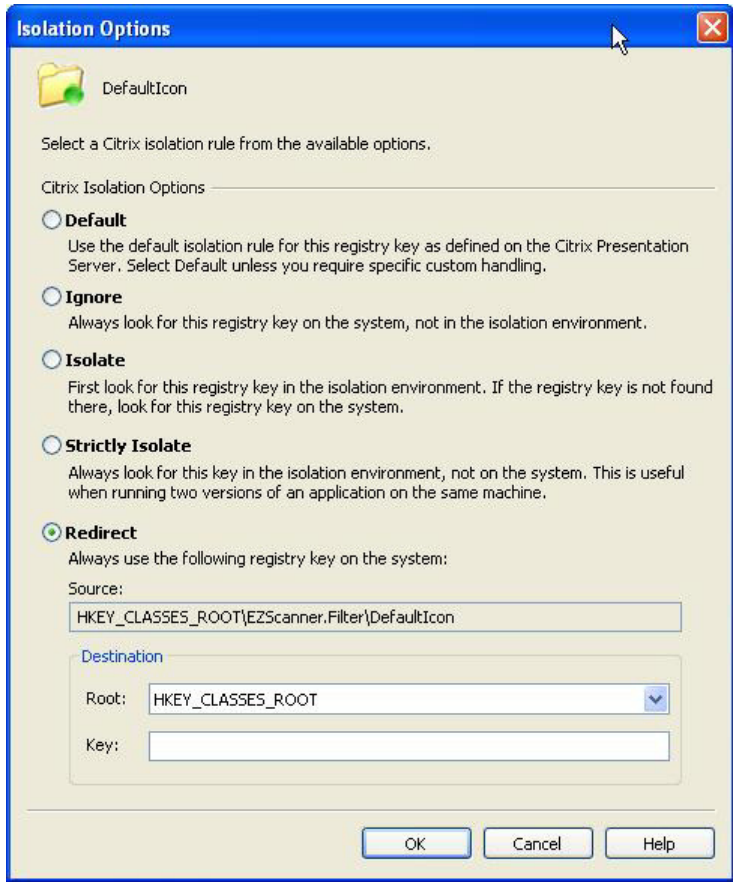 Isolation Options
DefaultIcon
Select a Citrix isolation rule from the available options.
Citrix Isolation Options
Default
Use the default isolation rule for this registry key as defined on the Citrix Presentation
Server. Select Default unless you require specific custom handling.
Ignore
Always look for this registry key on the system, not in the isolation environment.
Isolate
First look for this registry key in the isolation environment. If the registry key is not found
there, look for this registry key on the system.
Strictly Isolate
Always look for this key in the isolation environment, not on the system. This is useful
when running two versions of an application on the same machine.
Redirect
Always use the following registry key on the system:
Source:
HKEY_CLASSES_ROOT\EZScanner.Filter\DefaultIcon
Destination
Root: HKEY_CLASSES_ROOT
Key:
OK Cancel Help